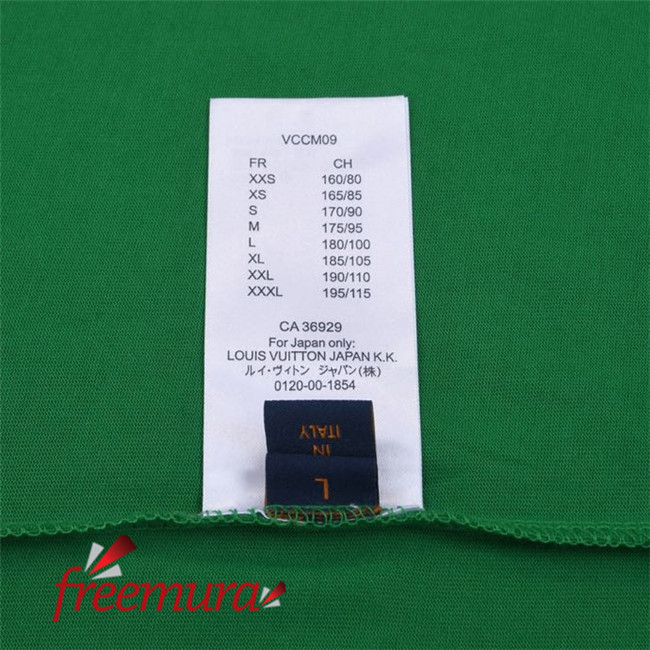 VCCM09
FR CH
XXS 160/80
XS 165/85
S 170/90
M 175/95
L 180/100
XL 185/105
XXL 190/110
XXXL 195/115
CA 36929
For Japan only:
LOUIS VUITTON JAPAN K.K.
ルイ・ヴィトン ジャパン(株)
0120-00-1854
IN
ITALY
L
freemura